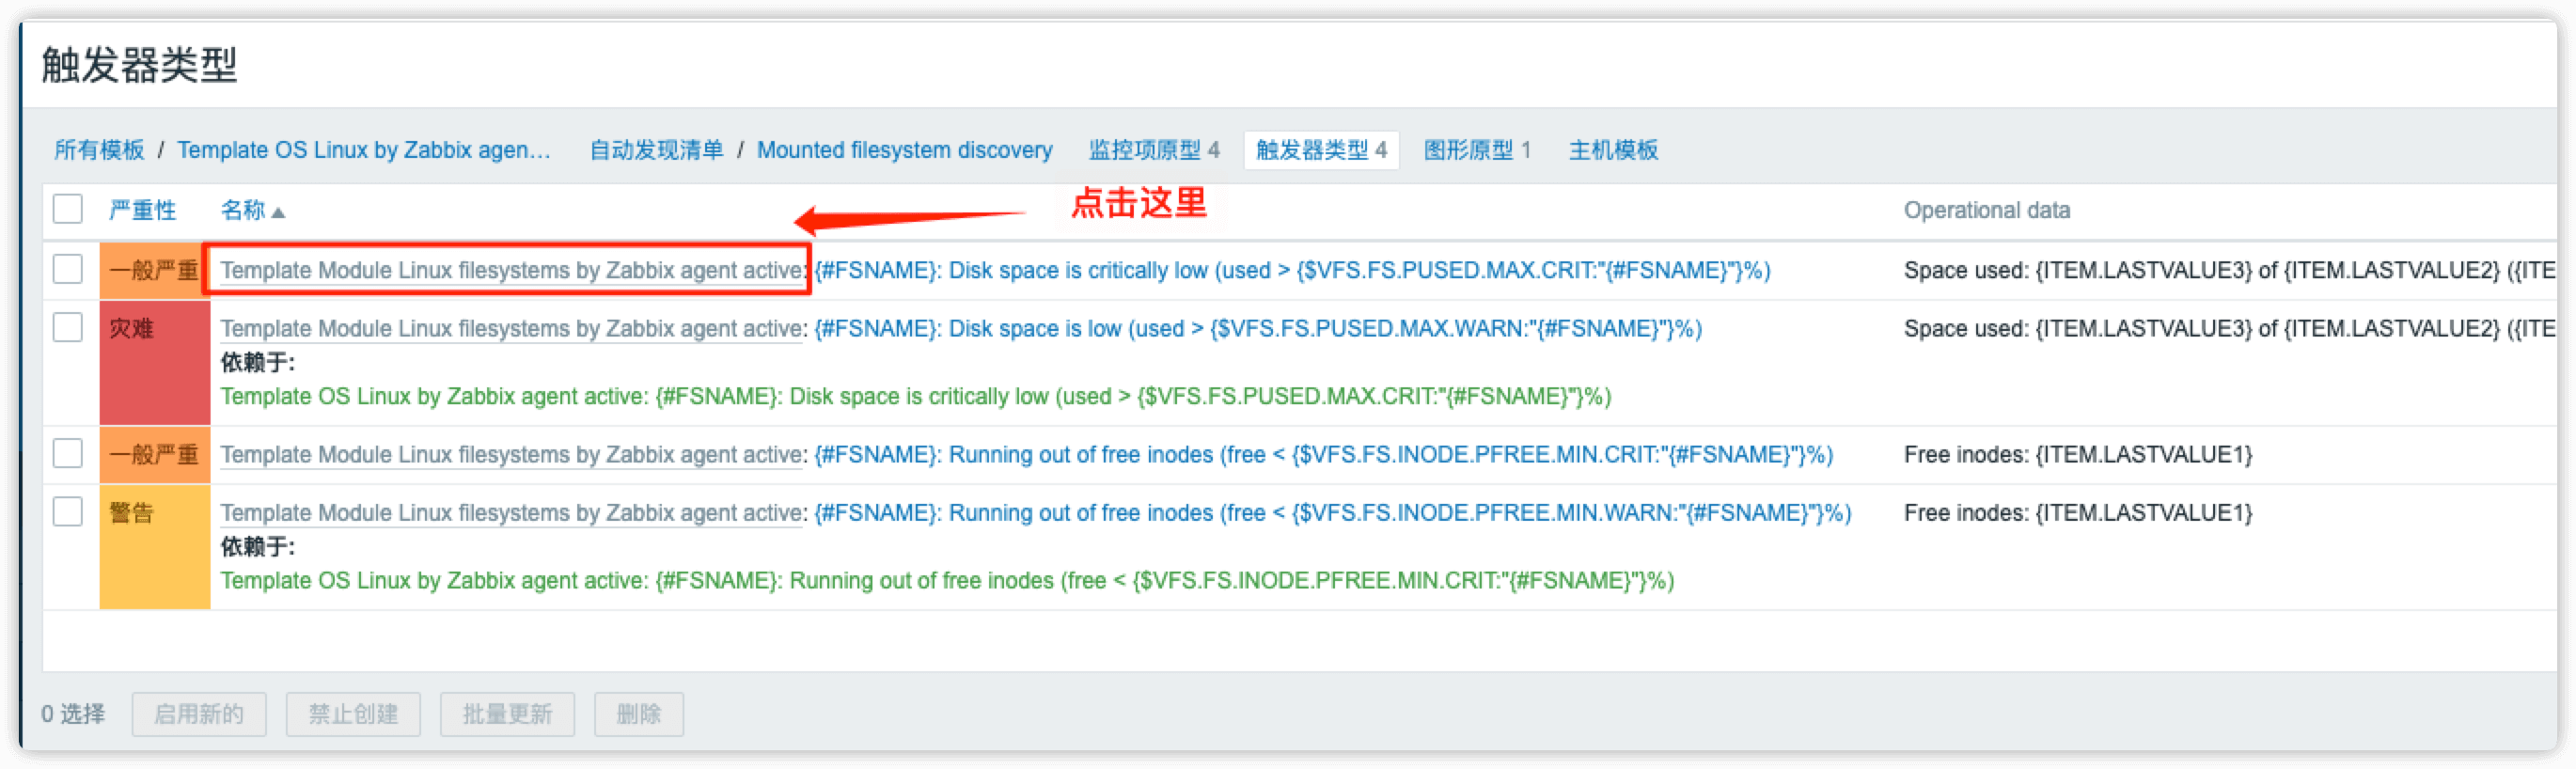 触发器类型
所有模板 / Template OS Linux by Zabbix agen... 自动发现清单 / Mounted filesystem discovery 监控项原型 4 触发器类型 4 图形原型 1 主机模板
点击这里
严重性 名称 ▲ Operational data
一般严重 Template Module Linux filesystems by Zabbix agent active: {#FSNAME}: Disk space is critically low (used > {$VFS.FS.PUSED.MAX.CRIT:"{#FSNAME}"}%) Space used: {ITEM.LASTVALUE3} of {ITEM.LASTVALUE2} ({ITE
灾难 Template Module Linux filesystems by Zabbix agent active: {#FSNAME}: Disk space is low (used > {$VFS.FS.PUSED.MAX.WARN:"{#FSNAME}"}%) Space used: {ITEM.LASTVALUE3} of {ITEM.LASTVALUE2} ({ITE
依赖于:
Template OS Linux by Zabbix agent active: {#FSNAME}: Disk space is critically low (used > {$VFS.FS.PUSED.MAX.CRIT:"{#FSNAME}"}%)
一般严重 Template Module Linux filesystems by Zabbix agent active: {#FSNAME}: Running out of free inodes (free < {$VFS.FS.INODE.PFREE.MIN.CRIT:"{#FSNAME}"}%) Free inodes: {ITEM.LASTVALUE1}
警告 Template Module Linux filesystems by Zabbix agent active: {#FSNAME}: Running out of free inodes (free < {$VFS.FS.INODE.PFREE.MIN.WARN:"{#FSNAME}"}%) Free inodes: {ITEM.LASTVALUE1}
依赖于:
Template OS Linux by Zabbix agent active: {#FSNAME}: Running out of free inodes (free < {$VFS.FS.INODE.PFREE.MIN.CRIT:"{#FSNAME}"}%)
0 选择 启用新的 禁止创建 批量更新 删除